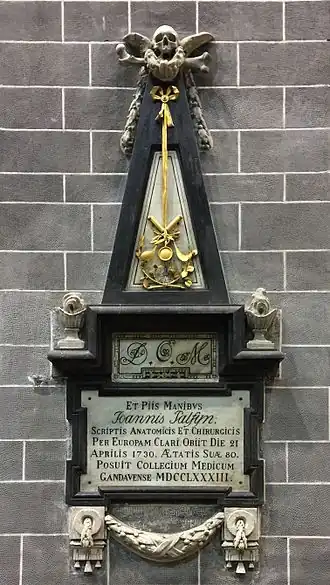 D. O. M.
ET PIIS MANIBVS
Ioannis Palfyn.
SCRIPTIS ANATOMICIS ET CHIRURGICIS
PER EUROPAM CLARI OBIIT DIE 21
APRILIS 1730. ÆTATIS SUÆ 80.
POSUIT COLLEGIUM MEDICUM
GANDAVENSE MDCCLXXXIII.